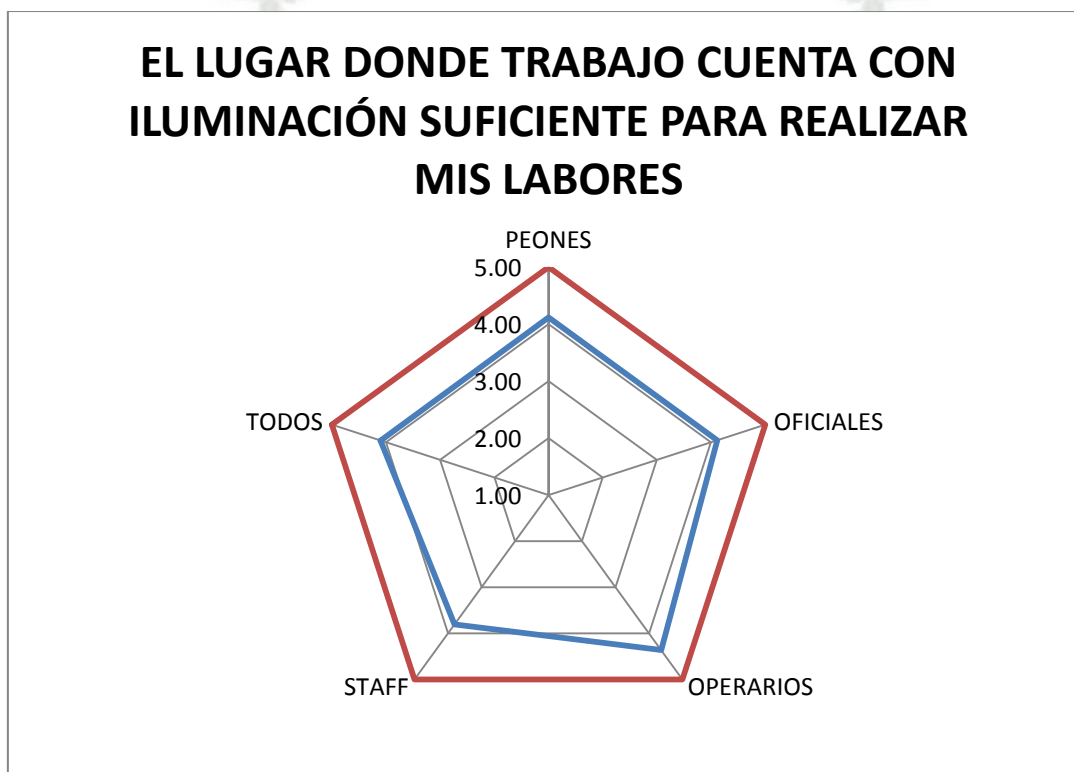 EL LUGAR DONDE TRABAJO CUENTA CON
ILUMINACIÓN SUFICIENTE PARA REALIZAR
MIS LABORES
PEONES
5.00
4.00
3.00
2.00
1.00
TODOS
OFICIALES
STAFF
OPERARIOS